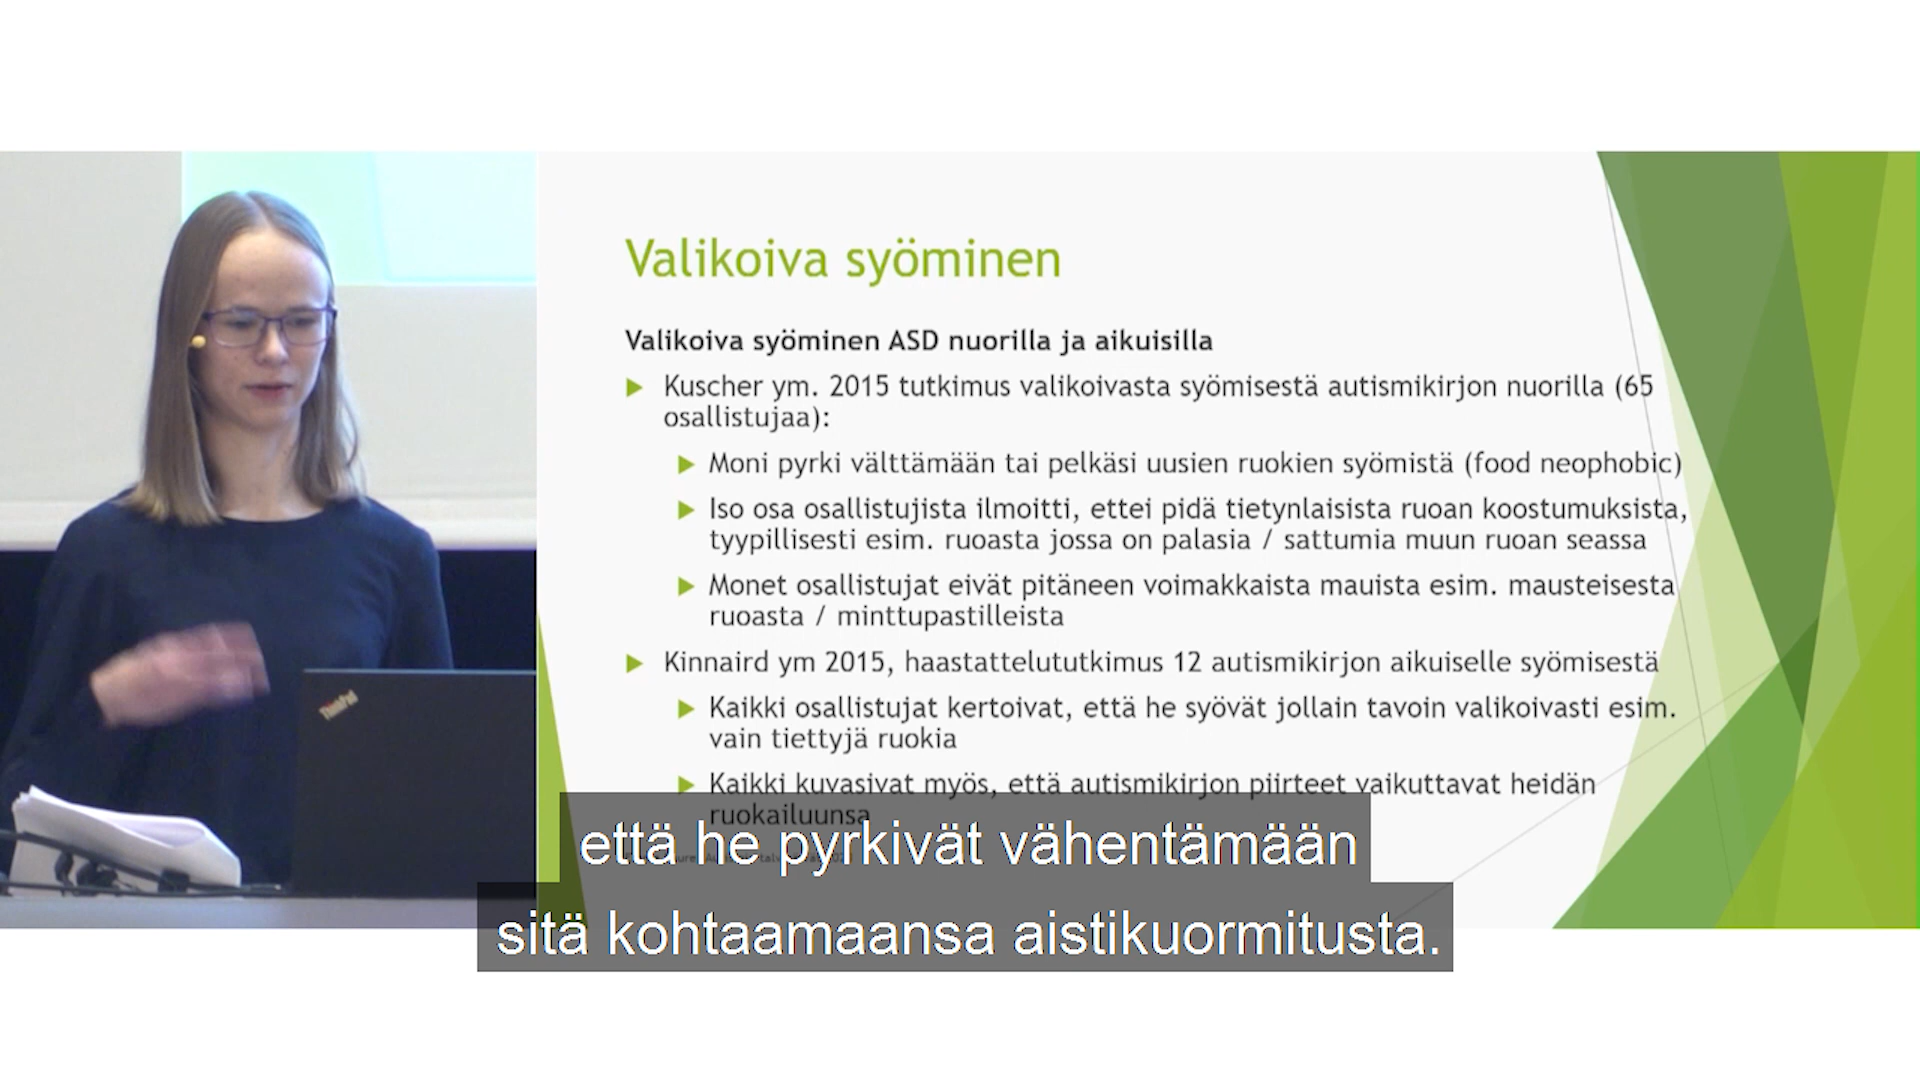 Valikoiva syöminen
Valikoiva syöminen ASD nuorilla ja aikuisilla
Kuscher ym. 2015 tutkimus valikoivasta syömisestä autismikirjon nuorilla (65
osallistujaa):
Moni pyrki välttämään tai pelkäsi uusien ruokien syömistä (food neophobic)
Iso osa osallistujista ilmoitti, ettei pidä tietynlaisista ruoan koostumuksista,
tyypillisesti esim. ruoasta jossa on palasia / sattumia muun ruoan seassa
Monet osallistujat eivät pitäneen voimakkaista mauista esim. mausteisesta
ruoasta / minttupastilleista
Kinnaird ym 2015, haastattelututkimus 12 autismikirjon aikuiselle syömisestä
Kaikki osallistujat kertoivat, että he syövät jollain tavoin valikoivasti esim.
vain tiettyjä ruokia
Kaikki kuvasivat myös, että autismikirjon piirteet vaikuttavat heidän
ruokailuunsa
ThinkPad
että he pyrkivät vähentämään
sitä kohtaamaansa aistikuormitusta.